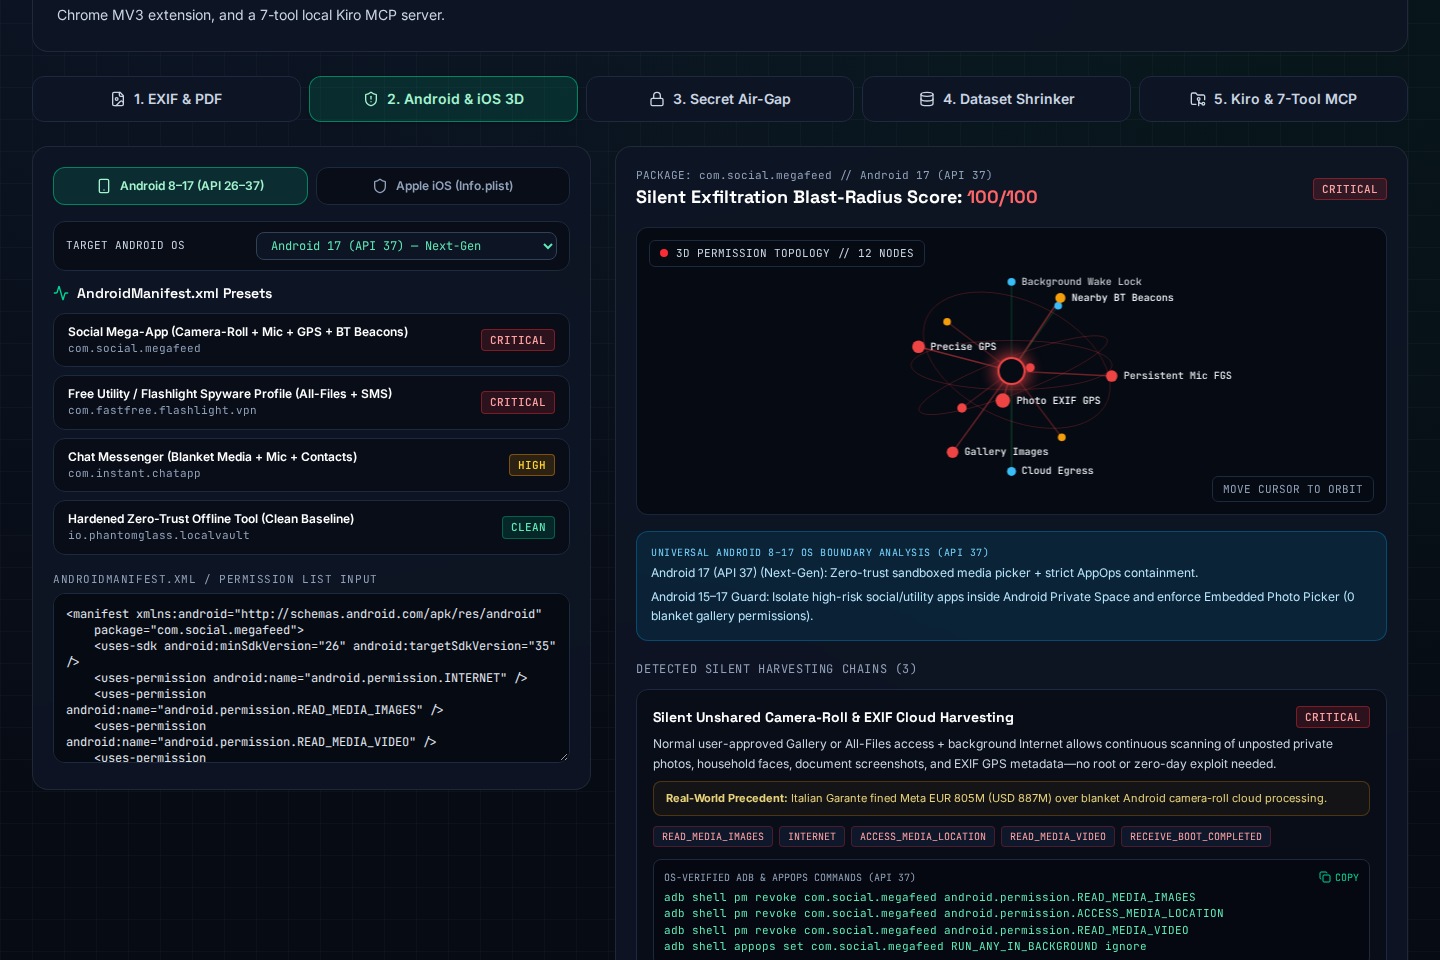 Chrome MV3 extension, and a 7-tool local Kiro MCP server.
1. EXIF & PDF
2. Android & iOS 3D
3. Secret Air-Gap
4. Dataset Shrinker
5. Kiro & 7-Tool MCP
Android 8–17 (API 26–37)
Apple iOS (Info.plist)
TARGET ANDROID OS
Android 17 (API 37) — Next-Gen
AndroidManifest.xml Presets
Social Mega-App (Camera-Roll + Mic + GPS + BT Beacons)
com.social.megafeed
CRITICAL
Free Utility / Flashlight Spyware Profile (All-Files + SMS)
com.fastfree.flashlight.vpn
CRITICAL
Chat Messenger (Blanket Media + Mic + Contacts)
com.instant.chatapp
HIGH
Hardened Zero-Trust Offline Tool (Clean Baseline)
io.phantomglass.localvault
CLEAN
ANDROIDMANIFEST.XML / PERMISSION LIST INPUT
<manifest xmlns:android="http://schemas.android.com/apk/res/android"
package="com.social.megafeed">
<uses-sdk android:minSdkVersion="26" android:targetSdkVersion="35"
/>
<uses-permission android:name="android.permission.INTERNET" />
<uses-permission
android:name="android.permission.READ_MEDIA_IMAGES" />
<uses-permission
android:name="android.permission.READ_MEDIA_VIDEO" />
<uses-permission
PACKAGE: com.social.megafeed // Android 17 (API 37)
Silent Exfiltration Blast-Radius Score: 100/100
CRITICAL
3D PERMISSION TOPOLOGY // 12 NODES
Background Wake Lock
Nearby BT Beacons
Precise GPS
Persistent Mic FGS
Photo EXIF GPS
Gallery Images
Cloud Egress
MOVE CURSOR TO ORBIT
UNIVERSAL ANDROID 8–17 OS BOUNDARY ANALYSIS (API 37)
Android 17 (API 37) (Next-Gen): Zero-trust sandboxed media picker + strict AppOps containment.
Android 15–17 Guard: Isolate high-risk social/utility apps inside Android Private Space and enforce Embedded Photo Picker (0
blanket gallery permissions).
DETECTED SILENT HARVESTING CHAINS (3)
Silent Unshared Camera-Roll & EXIF Cloud Harvesting
CRITICAL
Normal user-approved Gallery or All-Files access + background Internet allows continuous scanning of unposted private
photos, household faces, document screenshots, and EXIF GPS metadata—no root or zero-day exploit needed.
Real-World Precedent: Italian Garante fined Meta EUR 805M (USD 887M) over blanket Android camera-roll cloud processing.
READ_MEDIA_IMAGES
INTERNET
ACCESS_MEDIA_LOCATION
READ_MEDIA_VIDEO
RECEIVE_BOOT_COMPLETED
OS-VERIFIED ADB & APPOPS COMMANDS (API 37)
COPY
adb shell pm revoke com.social.megafeed android.permission.READ_MEDIA_IMAGES
adb shell pm revoke com.social.megafeed android.permission.ACCESS_MEDIA_LOCATION
adb shell pm revoke com.social.megafeed android.permission.READ_MEDIA_VIDEO
adb shell appops set com.social.megafeed RUN_ANY_IN_BACKGROUND ignore